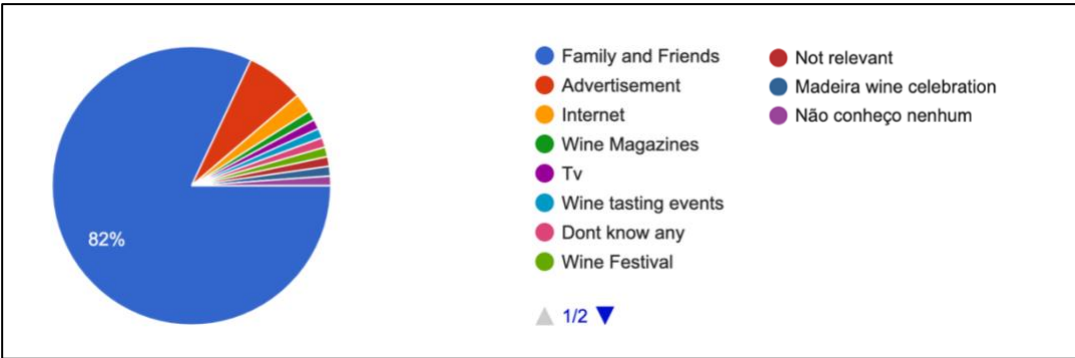 82%
Family and Friends
Advertisement
Internet
Wine Magazines
Tv
Wine tasting events
Dont know any
Wine Festival
1/2
Not relevant
Madeira wine celebration
Não conheço nenhum